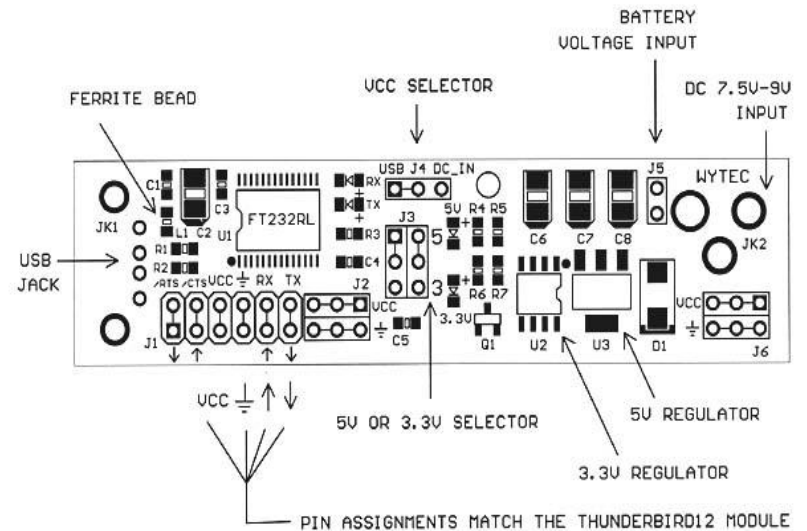 BATTERY
VOLTAGE INPUT
VCC SELECTOR
DC 7.5V-9V
INPUT
FERRITE BEAD
USB J4 DC_IN
J5
WYTEC
C1
C3
RX
TX
L1 C2
U1
FT232RL
R3
C4
J3
5
3
5V
R4 R5
R6 R7
3.3V
Q1
C6
C7
C8
JK1
JK2
R1
R2
USB
JACK
/RTS /CTS VCC RX TX
J2
VCC
J1
C5
U2
U3
D1
VCC
J6
VCC
5V OR 3.3V SELECTOR
5V REGULATOR
3.3V REGULATOR
PIN ASSIGNMENTS MATCH THE THUNDERBIRD12 MODULE